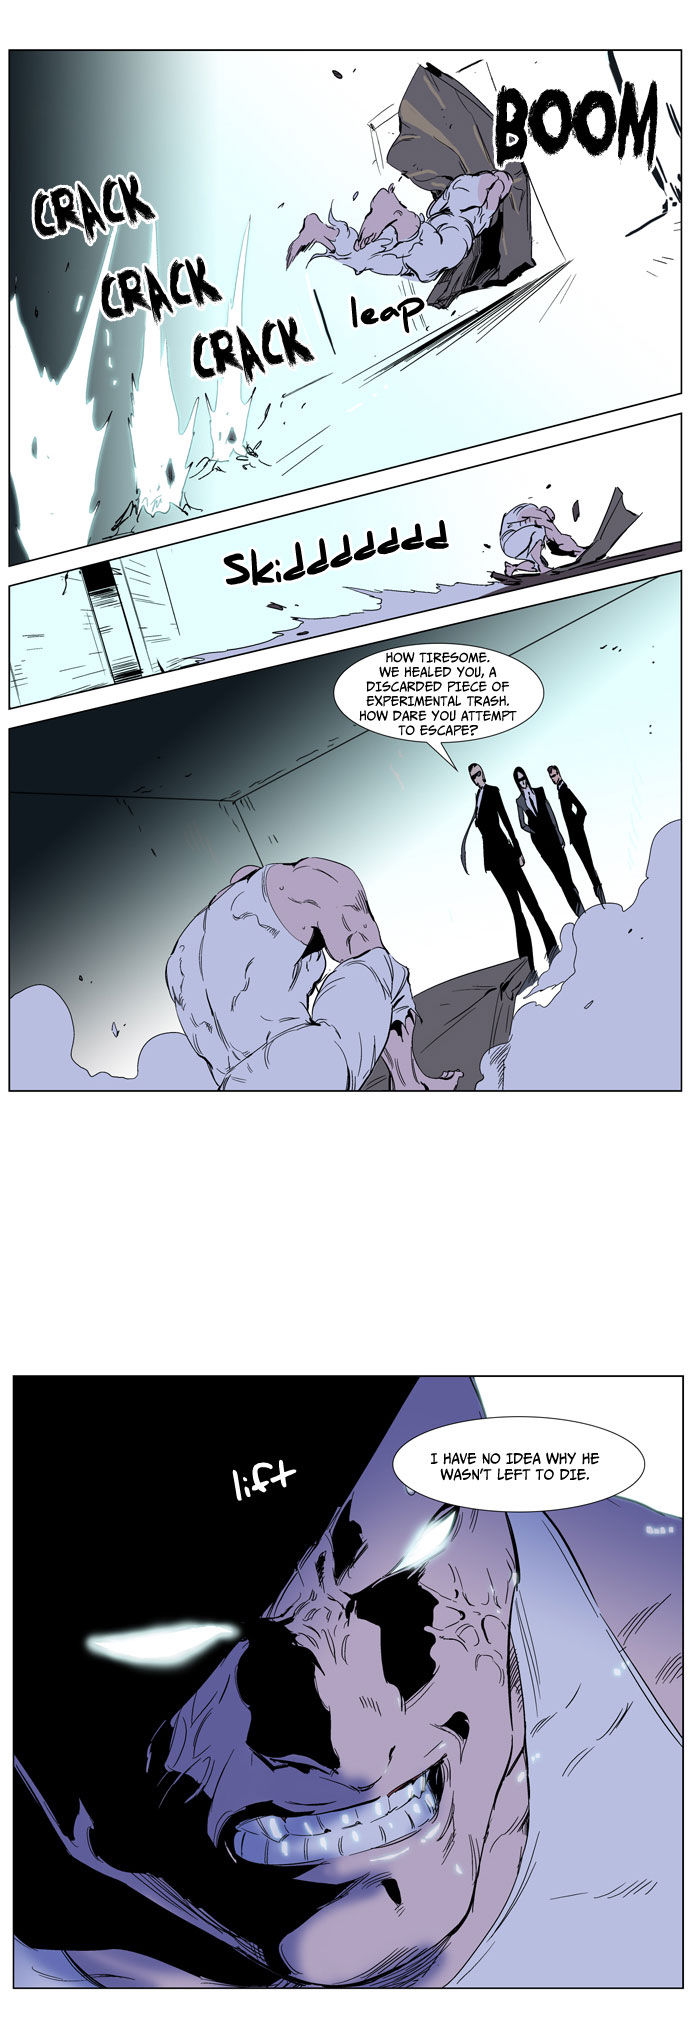 BOOM
CRACK
CRACK
CRACK
leap
Skidddddddd
HOW TIRESOME.
WE HEALED YOU, A
DISCARDED PIECE OF
EXPERIMENTAL TRASH.
HOW DARE YOU ATTEMPT
TO ESCAPE?
I HAVE NO IDEA WHY HE
WASN'T LEFT TO DIE.
lift